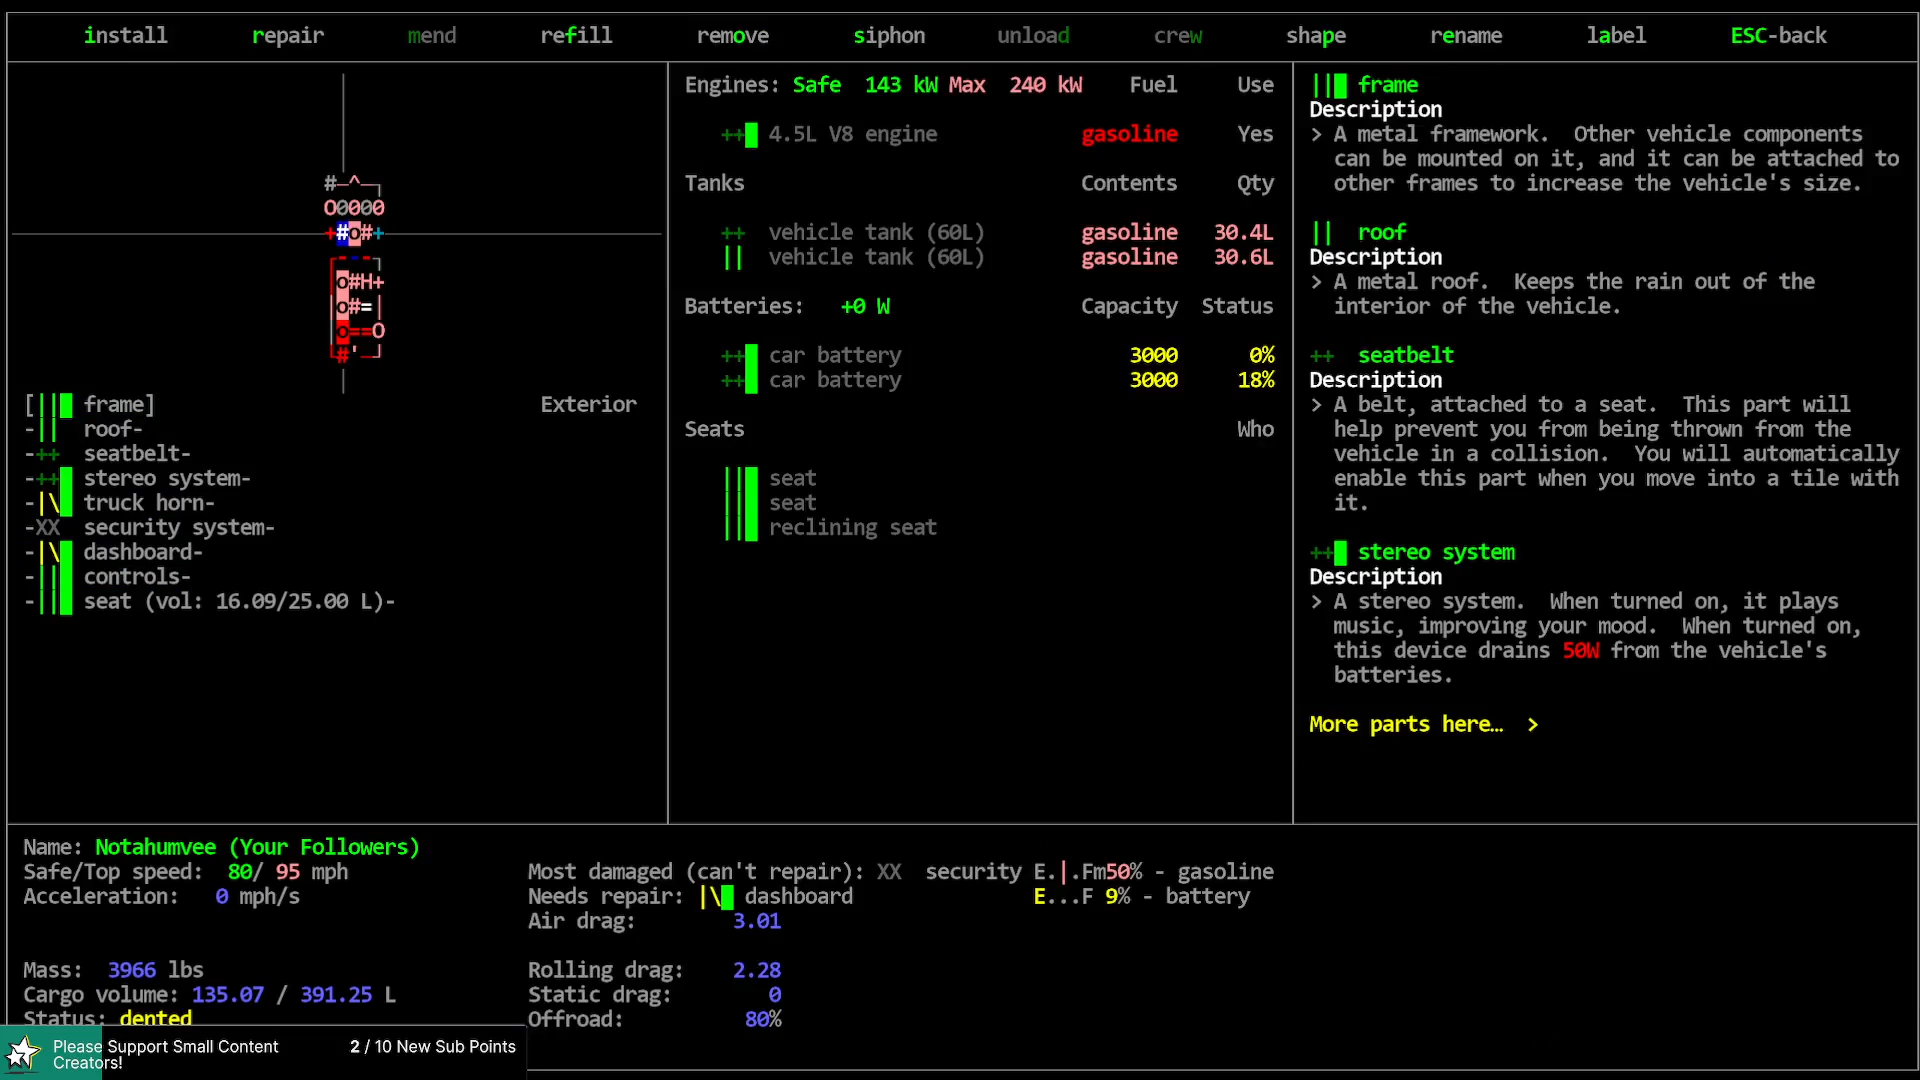 install repair mend refill remove siphon unload crew shape rename label ESC-back
#—^—┐
O0000
+#o#+
o#H+
o#=|
o==O
#'_┘
[||█ frame] Exterior
-|| roof-
-++ seatbelt-
-++█ stereo system-
-|\█ truck horn-
-XX security system-
-|\█ dashboard-
-||█ controls-
-||█ seat (vol: 16.09/25.00 L)-
Engines: Safe 143 kW Max 240 kW Fuel Use
++█ 4.5L V8 engine gasoline Yes
Tanks Contents Qty
++ vehicle tank (60L) gasoline 30.4L
|| vehicle tank (60L) gasoline 30.6L
Batteries: +0 W Capacity Status
++█ car battery 3000 0%
++█ car battery 3000 18%
Seats Who
||█ seat
||█ seat
||█ reclining seat
||█ frame
Description
> A metal framework. Other vehicle components
can be mounted on it, and it can be attached to
other frames to increase the vehicle's size.
|| roof
Description
> A metal roof. Keeps the rain out of the
interior of the vehicle.
++ seatbelt
Description
> A belt, attached to a seat. This part will
help prevent you from being thrown from the
vehicle in a collision. You will automatically
enable this part when you move into a tile with
it.
++█ stereo system
Description
> A stereo system. When turned on, it plays
music, improving your mood. When turned on,
this device drains 50W from the vehicle's
batteries.
More parts here… >
Name: Notahumvee (Your Followers)
Safe/Top speed: 80/ 95 mph
Acceleration: 0 mph/s
Mass: 3966 lbs
Cargo volume: 135.07 / 391.25 L
Status: dented
Most damaged (can't repair): XX security E.|.Fm50% - gasoline
Needs repair: |\█ dashboard E...F 9% - battery
Air drag: 3.01
Rolling drag: 2.28
Static drag: 0
Offroad: 80%
Please Support Small Content
Creators!
2 / 10 New Sub Points